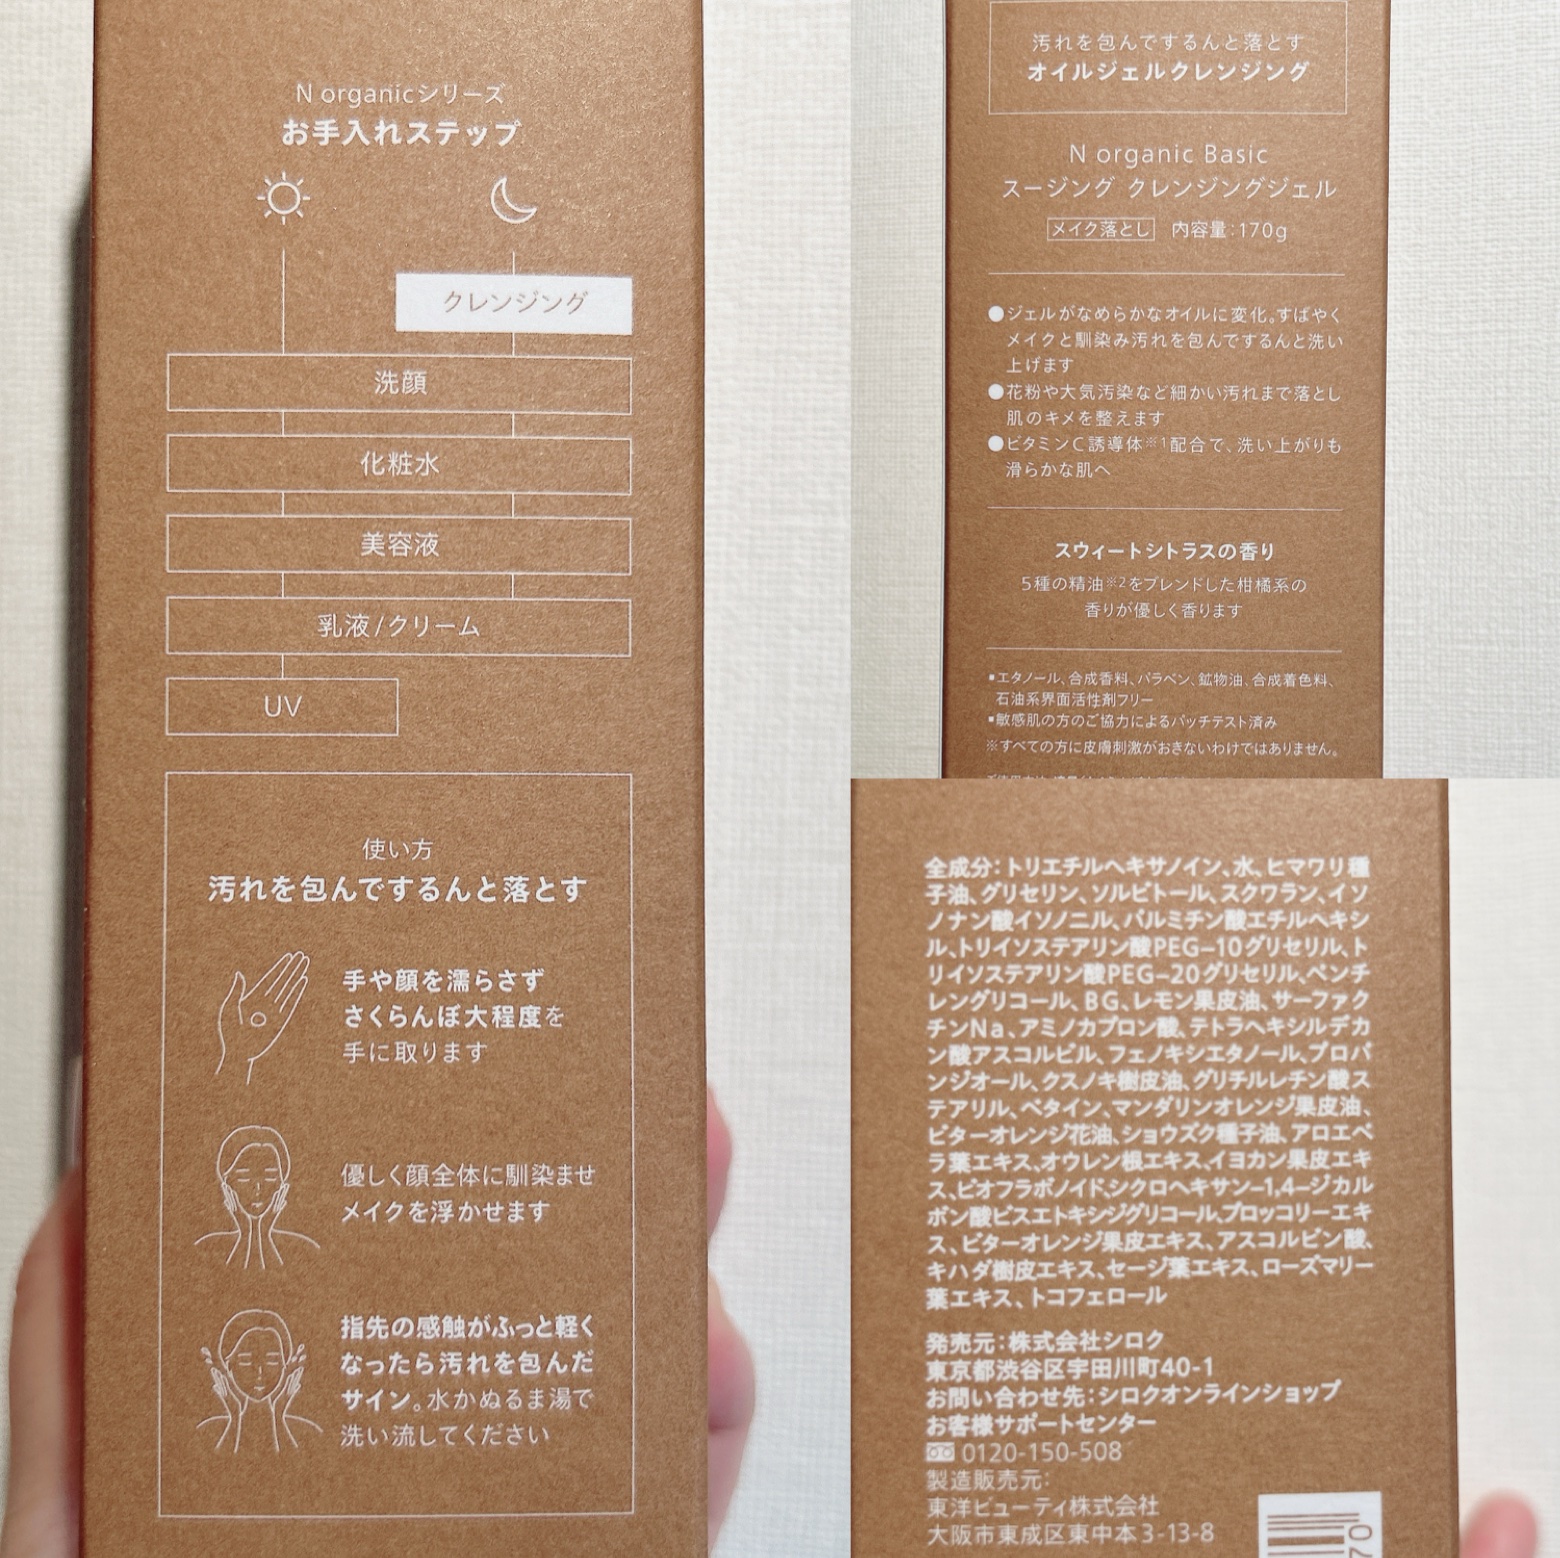 N organicシリーズ
お手入れステップ
クレンジング
洗顔
化粧水
美容液
乳液/クリーム
UV
使い方
汚れを包んでするんと落とす
手や顔を濡らさず
さくらんぼ大程度を
手に取ります
優しく顔全体に馴染ませ
メイクを浮かせます
指先の感触がふっと軽く
なったら汚れを包んだ
サイン。水かぬるま湯で
洗い流してください
汚れを包んでするんと落とす
オイルジェルクレンジング
N organic Basic
スージング クレンジングジェル
メイク落とし 内容量:170g
●ジェルがなめらかなオイルに変化。すばやく
メイクと馴染み汚れを包んでするんと洗い
上げます
●花粉や大気汚染など細かい汚れまで落とし
肌のキメを整えます
●ビタミンC誘導体※1配合で、洗い上がりも
滑らかな肌へ
スウィートシトラスの香り
5種の精油※2をブレンドした柑橘系の
香りが優しく香ります
▪エタノール、合成香料、パラベン、鉱物油、合成着色料、
石油系界面活性剤フリー
▪敏感肌の方のご協力によるパッチテスト済み
※すべての方に皮膚刺激がおきないわけではありません。
全成分:トリエチルヘキサノイン、水、ヒマワリ種
子油、グリセリン、ソルビトール、スクワラン、イソ
ノナン酸イソノニル、パルミチン酸エチルヘキシ
ル、トリイソステアリン酸PEG-10グリセリル、ト
リイソステアリン酸PEG-20グリセリル、ペンチ
レングリコール、BG、レモン果皮油、サーファク
チンNa、アミノカプロン酸、テトラヘキシルデカ
ン酸アスコルビル、フェノキシエタノール、プロパ
ンジオール、クスノキ樹皮油、グリチルレチン酸ス
テアリル、ベタイン、マンダリンオレンジ果皮油、
ビターオレンジ花油、ショウズク種子油、アロエベ
ラ葉エキス、オウレン根エキス、イヨカン果皮エキ
ス、ビオフラボノイド、シクロヘキサン-1,4-ジカル
ボン酸ビスエトキシジグリコール、ブロッコリーエキ
ス、ビターオレンジ果皮エキス、アスコルビン酸、
キハダ樹皮エキス、セージ葉エキス、ローズマリー
葉エキス、トコフェロール
発売元:株式会社シロク
東京都渋谷区宇田川町40-1
お問い合わせ先:シロクオンラインショップ
お客様サポートセンター
0120-150-508
製造販売元:
東洋ビューティ株式会社
大阪市東成区東中本3-13-8